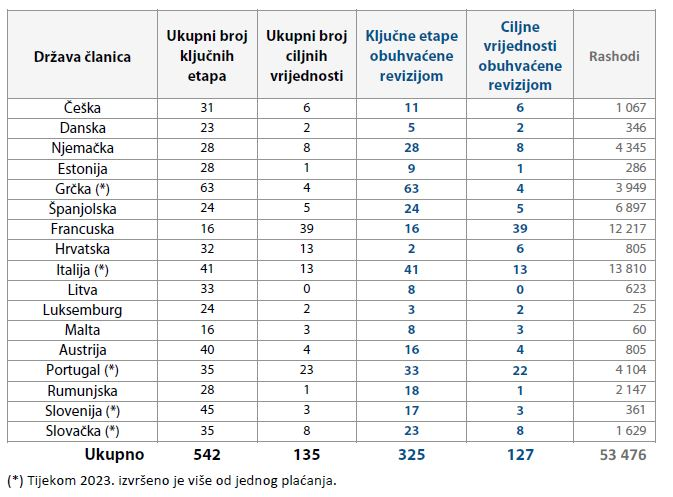 Država članica Ukupni broj ključnih etapa Ukupni broj ciljnih vrijednosti Ključne etape obuhvaćene revizijom Ciljne vrijednosti obuhvaćene revizijom Rashodi
Češka 31 6 11 6 1 067
Danska 23 2 5 2 346
Njemačka 28 8 28 8 4 345
Estonija 28 1 9 1 286
Grčka (*) 63 4 63 4 3 949
Španjolska 24 5 24 5 6 897
Francuska 16 39 16 39 12 217
Hrvatska 32 13 2 6 805
Italija (*) 41 13 41 13 13 810
Litva 33 0 8 0 623
Luksemburg 24 2 3 2 25
Malta 16 3 8 3 60
Austrija 40 4 16 4 805
Portugal (*) 35 23 33 22 4 104
Rumunjska 28 1 18 1 2 147
Slovenija (*) 45 3 17 3 361
Slovačka (*) 35 8 23 8 1 629
Ukupno 542 135 325 127 53 476
(*) Tijekom 2023. izvršeno je više od jednog plaćanja.